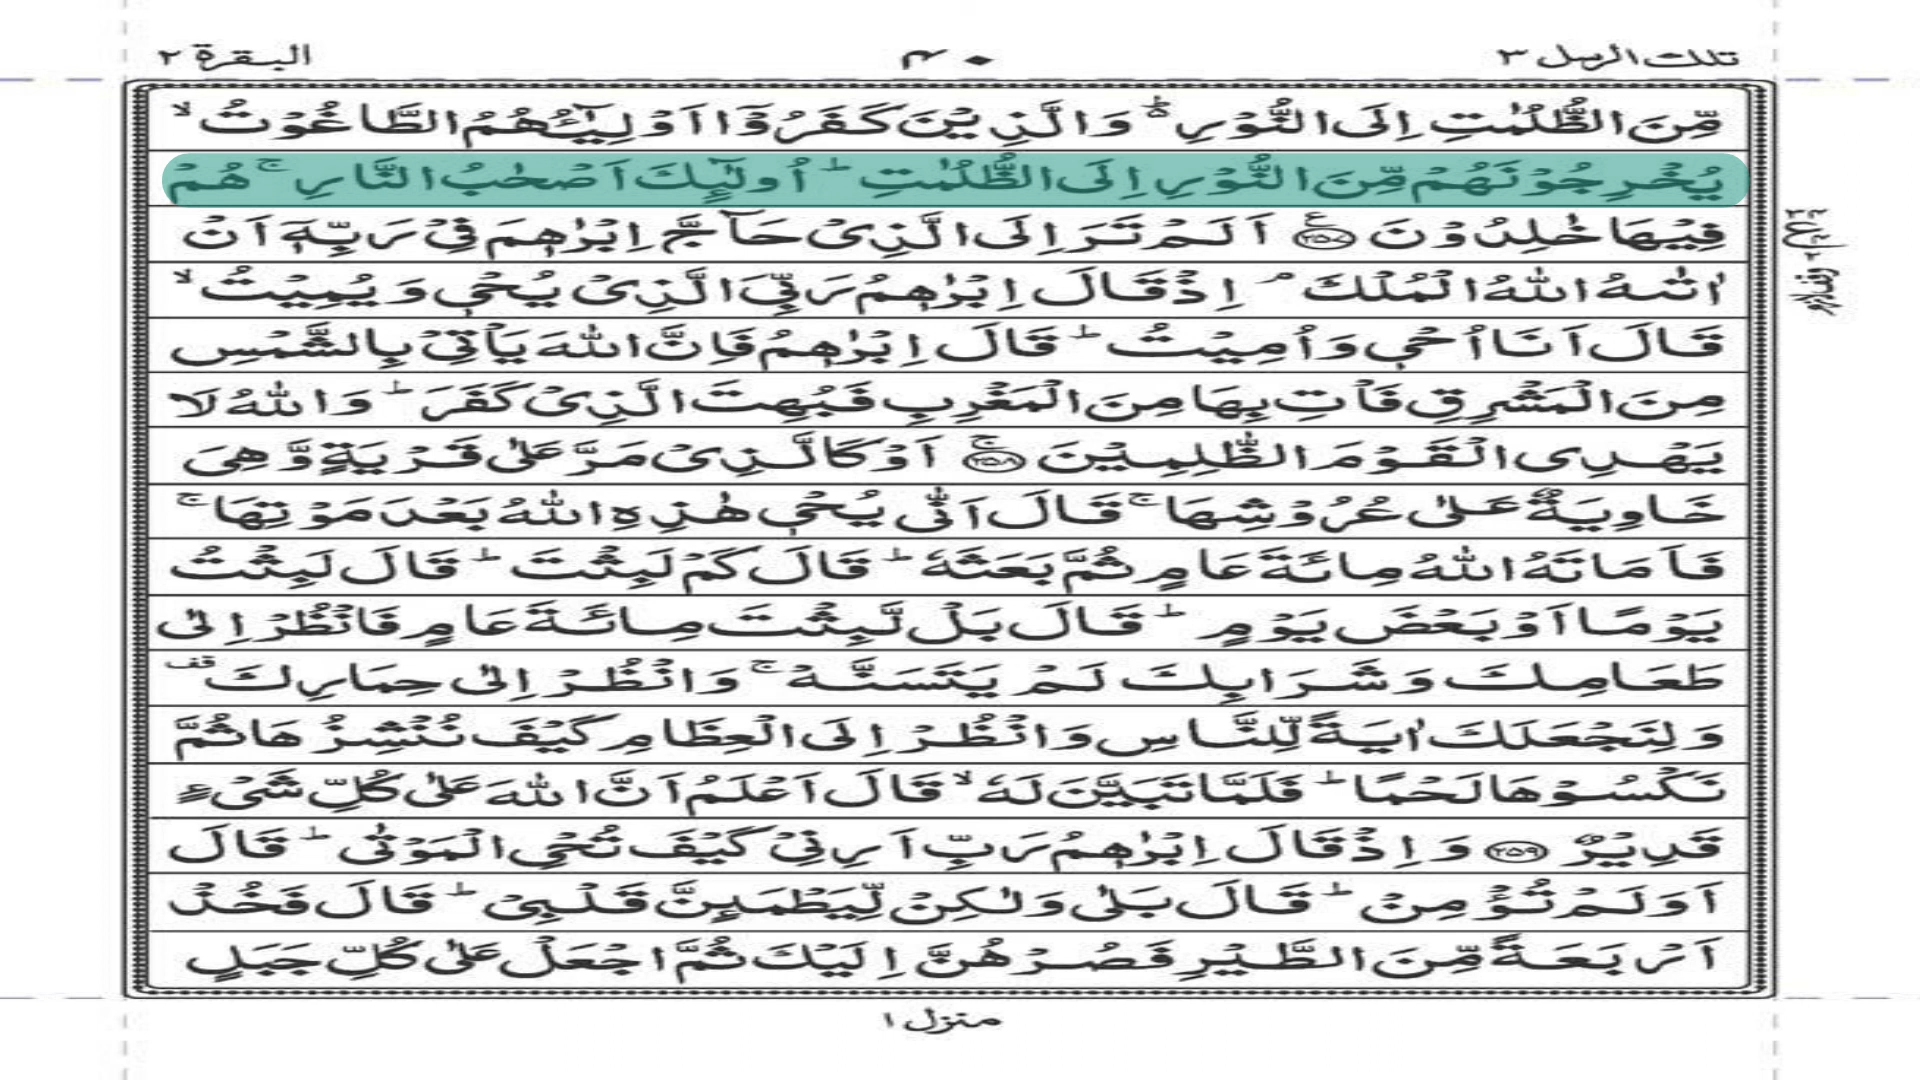 تلك الرسل ٣
٤٠
البقرة ٢
مِّنَ الظُّلُمٰتِ اِلَى النُّوْرِ ؕ۬ وَالَّذِيْنَ كَفَرُوْۤا اَوْلِيٰٓـُٔهُمُ الطَّاغُوْتُ ۙ
يُخْرِجُوْنَهُمْ مِّنَ النُّوْرِ اِلَى الظُّلُمٰتِ ؕ اُولٰٓئِكَ اَصْحٰبُ النَّارِ ۚ هُمْ
فِيْهَا خٰلِدُوْنَ ﴿۲۵۷﴾ اَلَمْ تَرَ اِلَى الَّذِىْ حَآجَّ اِبْرٰهٖمَ فِىْ رَبِّهٖۤ اَنْ
اٰتٰىهُ اللّٰهُ الْمُلْكَ ۘ اِذْ قَالَ اِبْرٰهٖمُ رَبِّىَ الَّذِىْ يُحْىٖ وَيُمِيْتُ ۙ
قَالَ اَنَا اُحْىٖ وَاُمِيْتُ ؕ قَالَ اِبْرٰهٖمُ فَاِنَّ اللّٰهَ يَاْتِىْ بِالشَّمْسِ
مِنَ الْمَشْرِقِ فَاْتِ بِهَا مِنَ الْمَغْرِبِ فَبُهِتَ الَّذِىْ كَفَرَ ؕ وَاللّٰهُ لَا
يَهْدِى الْقَوْمَ الظّٰلِمِيْنَ ۚ﴿۲۵۸﴾ اَوْ كَالَّذِىْ مَرَّ عَلٰى قَرْيَةٍ وَّهِىَ
خَاوِيَةٌ عَلٰى عُرُوْشِهَا ۚ قَالَ اَنّٰى يُحْىٖ هٰذِهِ اللّٰهُ بَعْدَ مَوْتِهَا ۚ
فَاَمَاتَهُ اللّٰهُ مِائَةَ عَامٍ ثُمَّ بَعَثَهٗ ؕ قَالَ كَمْ لَبِثْتَ ؕ قَالَ لَبِثْتُ
يَوْمًا اَوْ بَعْضَ يَوْمٍ ؕ قَالَ بَلْ لَّبِثْتَ مِائَةَ عَامٍ فَانْظُرْ اِلٰى
طَعَامِكَ وَشَرَابِكَ لَمْ يَتَسَنَّهْ ۚ وَانْظُرْ اِلٰى حِمَارِكَ قف
وَلِنَجْعَلَكَ اٰيَةً لِّلنَّاسِ وَانْظُرْ اِلَى الْعِظَامِ كَيْفَ نُنْشِزُهَا ثُمَّ
نَكْسُوْهَا لَحْمًا ؕ فَلَمَّا تَبَيَّنَ لَهٗ ۙ قَالَ اَعْلَمُ اَنَّ اللّٰهَ عَلٰى كُلِّ شَىْءٍ
قَدِيْرٌ ﴿۲۵۹﴾ وَاِذْ قَالَ اِبْرٰهٖمُ رَبِّ اَرِنِىْ كَيْفَ تُحْىِ الْمَوْتٰى ؕ قَالَ
اَوَلَمْ تُؤْمِنْ ؕ قَالَ بَلٰى وَلٰكِنْ لِّيَطْمَئِنَّ قَلْبِىْ ؕ قَالَ فَخُذْ
اَرْبَعَةً مِّنَ الطَّيْرِ فَصُرْهُنَّ اِلَيْكَ ثُمَّ اجْعَلْ عَلٰى كُلِّ جَبَلٍ
منزل ١